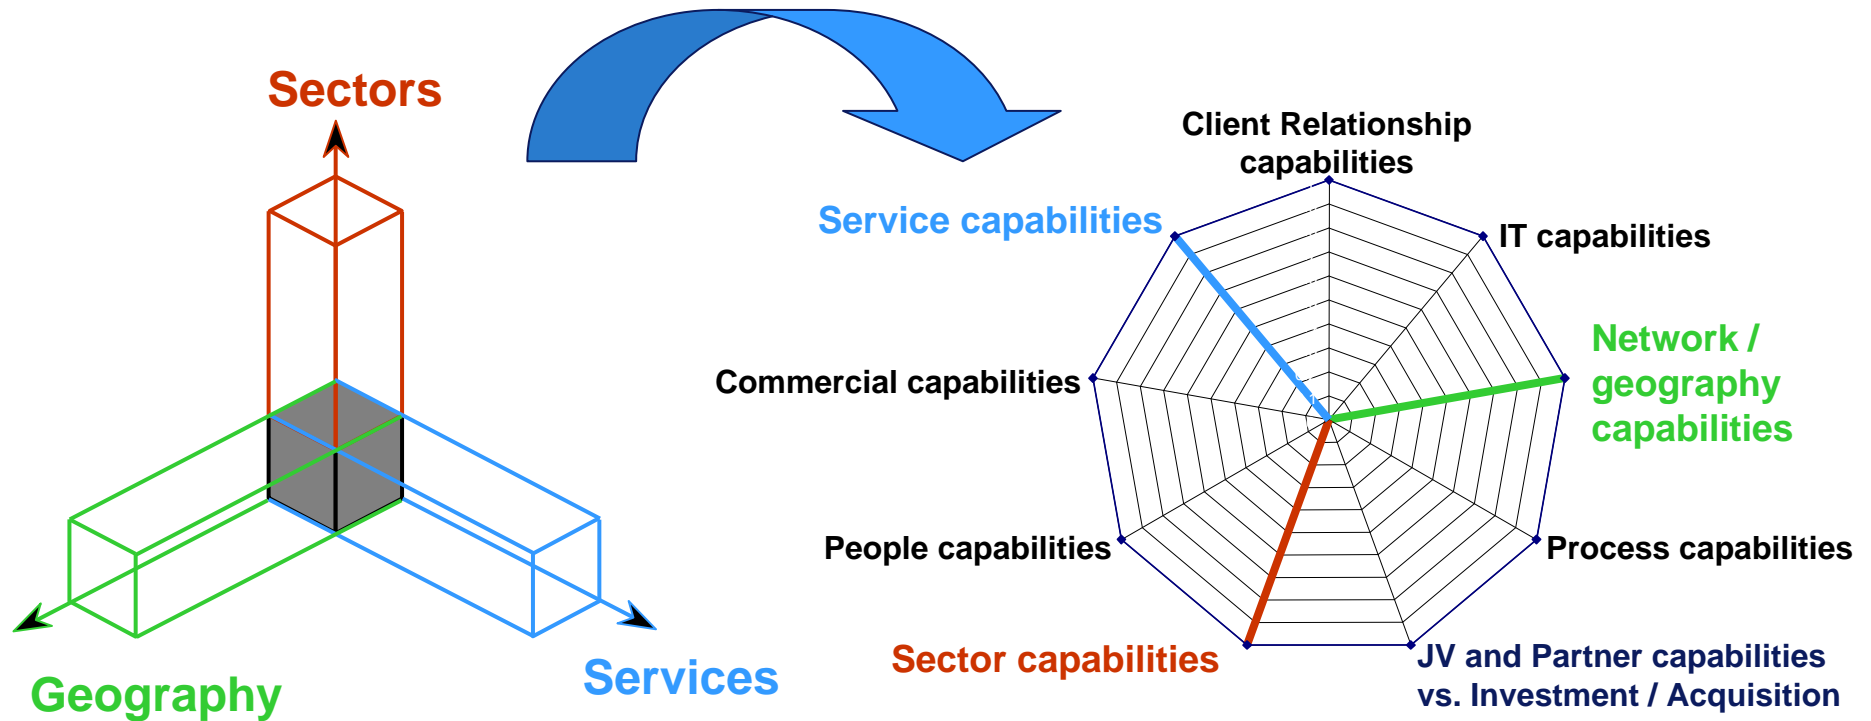 Sectors
Geography
Services
Client Relationship
capabilities
Service capabilities
IT capabilities
Network /
geography
capabilities
Commercial capabilities
People capabilities
Process capabilities
Sector capabilities
JV and Partner capabilities
vs. Investment / Acquisition